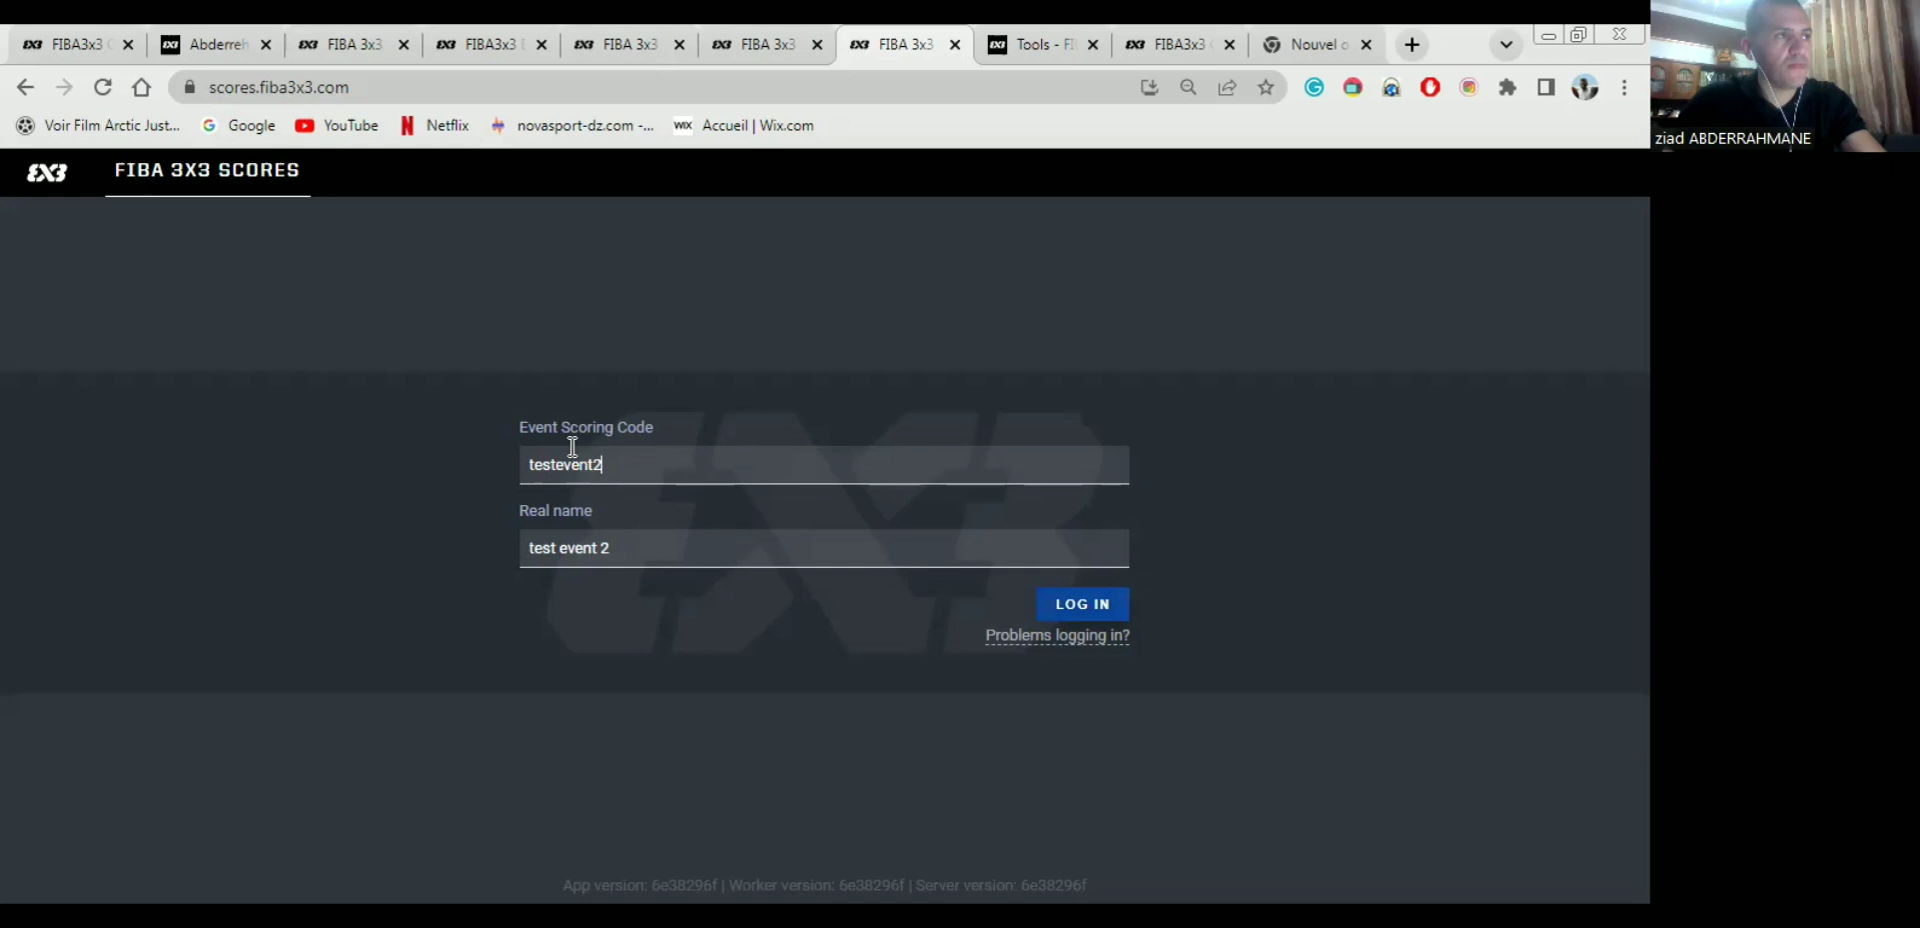 FIBA3x3
Abderreh
FIBA 3x3
FIBA3x3
FIBA 3x3
FIBA 3x3
FIBA 3x3
Tools - FI
FIBA3x3
Nouvel o
scores.fiba3x3.com
Voir Film Arctic Just...
Google
YouTube
Netflix
novasport-dz.com -...
WIX Accueil | Wix.com
ziad ABDERRAHMANE
3X3 FIBA 3X3 SCORES
Event Scoring Code
testevent2
Real name
test event 2
LOG IN
Problems logging in?
App version: 6e38296f | Worker version: 6e38296f | Server version: 6e38296f